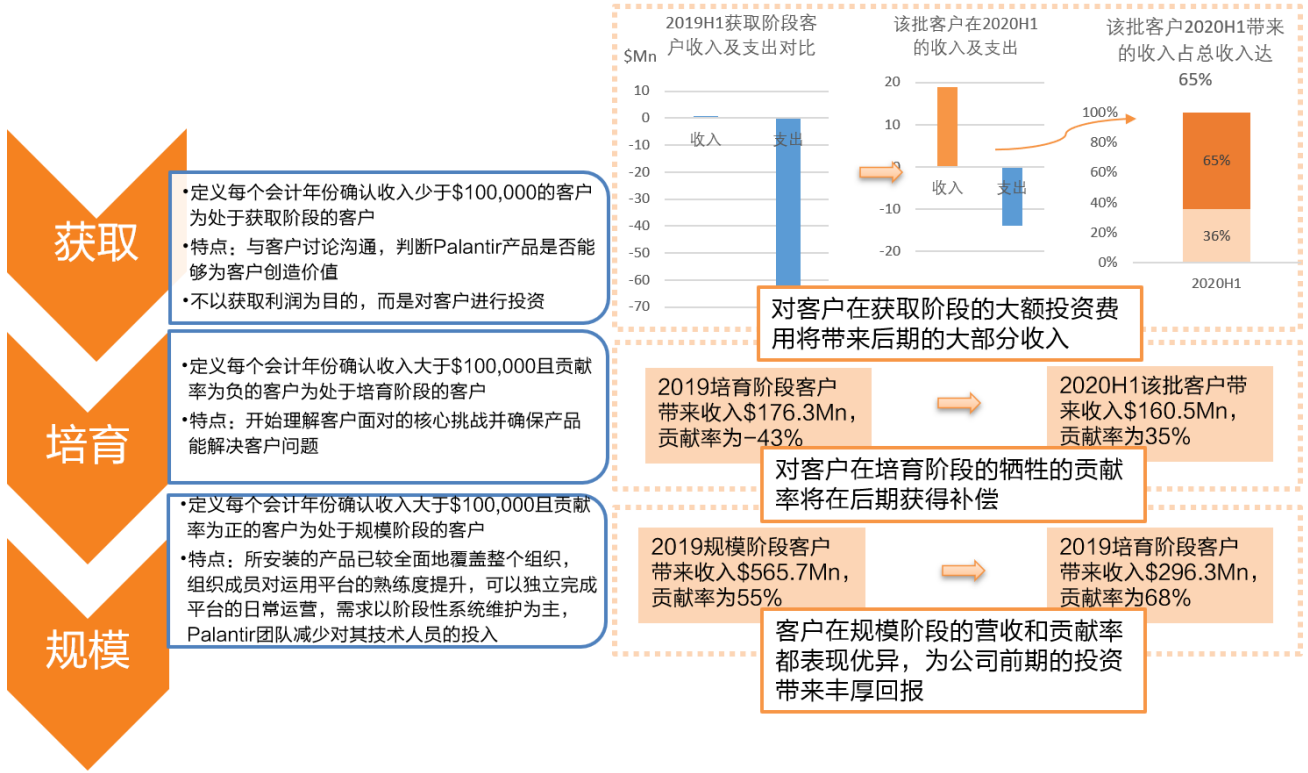 获取
•定义每个会计年份确认收入少于$100,000的客户
为处于获取阶段的客户
•特点：与客户讨论沟通，判断Palantir产品是否能
够为客户创造价值
•不以获取利润为目的，而是对客户进行投资
2019H1获取阶段客
户收入及支出对比
$Mn
10
0
-10
-20
-30
-40
-50
-60
-70
收入
支出
该批客户在2020H1
的收入及支出
20
10
0
-10
-20
收入
支出
该批客户2020H1带来
的收入占总收入达
65%
100%
80%
60%
40%
20%
0%
65%
36%
2020H1
对客户在获取阶段的大额投资费
用将带来后期的大部分收入
培育
•定义每个会计年份确认收入大于$100,000且贡献
率为负的客户为处于培育阶段的客户
•特点：开始理解客户面对的核心挑战并确保产品
能解决客户问题
2019培育阶段客户
带来收入$176.3Mn，
贡献率为-43%
2020H1该批客户带
来收入$160.5Mn，
贡献率为35%
对客户在培育阶段的牺牲的贡献
率将在后期获得补偿
规模
•定义每个会计年份确认收入大于$100,000且贡献
率为正的客户为处于规模阶段的客户
•特点：所安装的产品已较全面地覆盖整个组织，
组织成员对运用平台的熟练度提升，可以独立完成
平台的日常运营，需求以阶段性系统维护为主，
Palantir团队减少对其技术人员的投入
2019规模阶段客户
带来收入$565.7Mn，
贡献率为55%
2019培育阶段客户
带来收入$296.3Mn，
贡献率为68%
客户在规模阶段的营收和贡献率
都表现优异，为公司前期的投资
带来丰厚回报